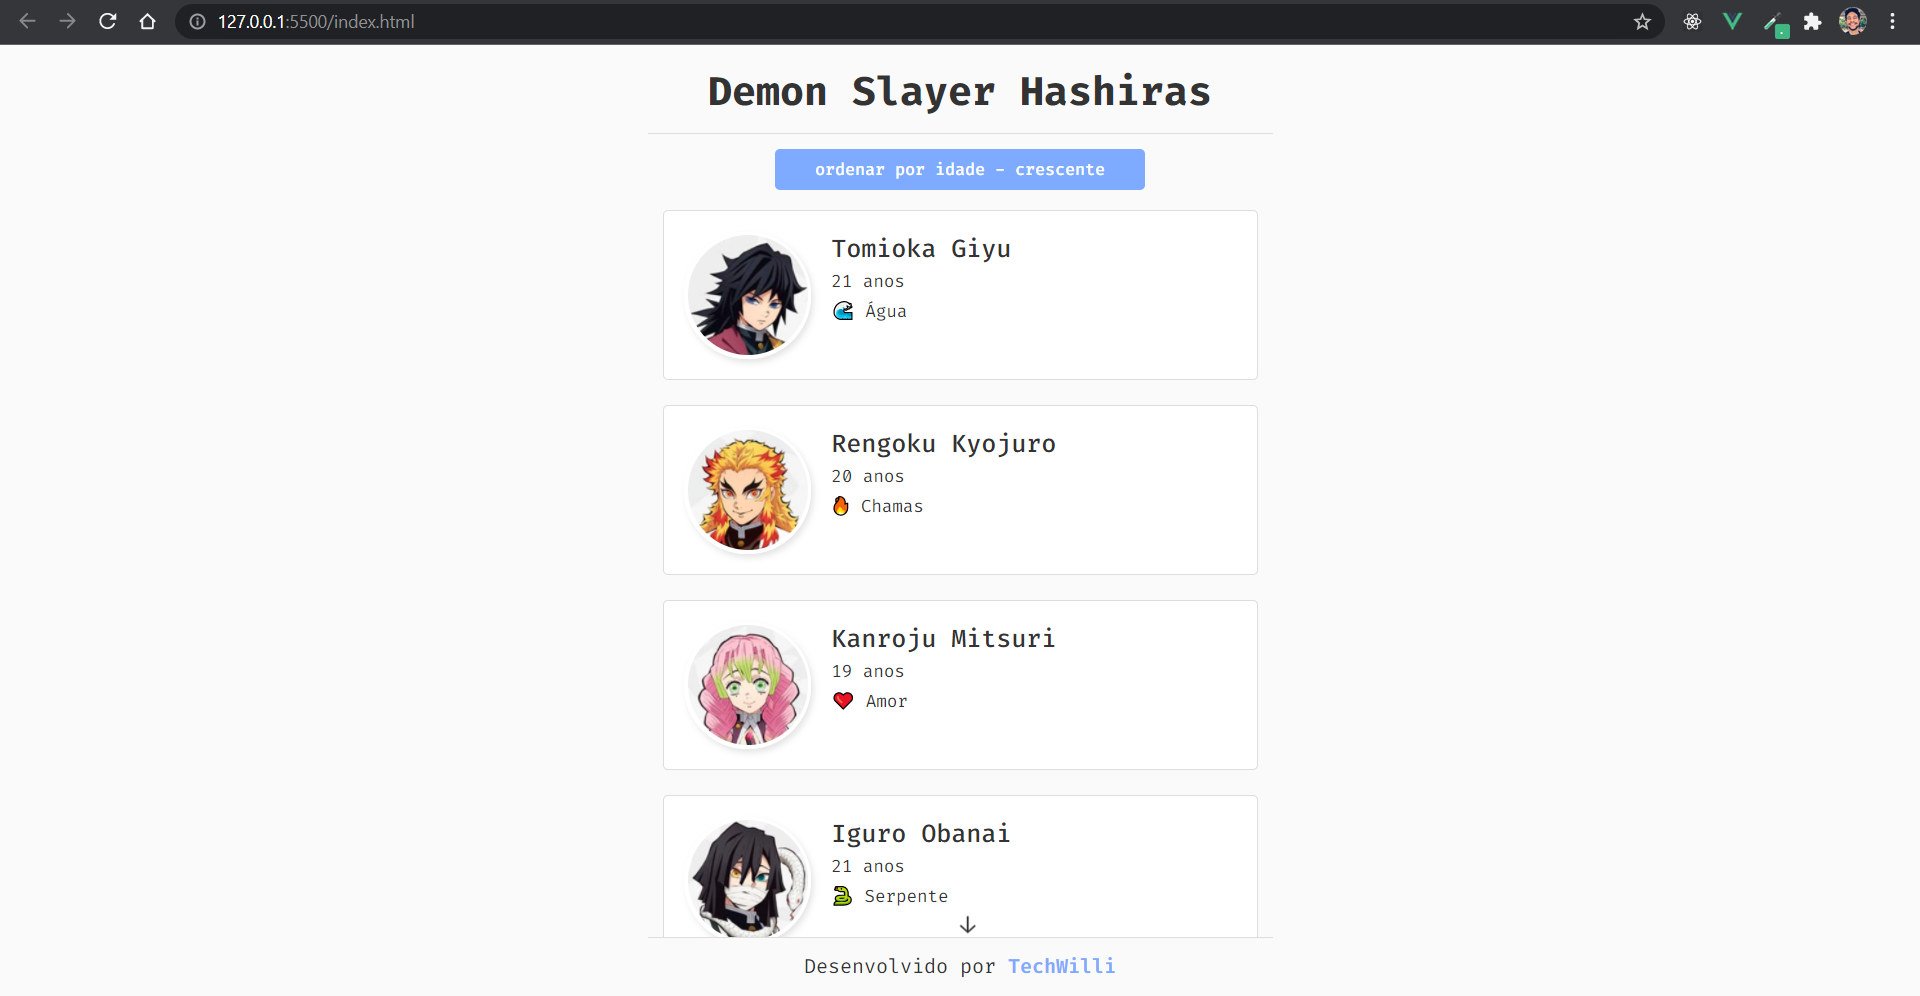 127.0.0.1:5500/index.html
Demon Slayer Hashiras
ordenar por idade - crescente
Tomioka Giyu
21 anos
🌊 Água
Rengoku Kyojuro
20 anos
🔥 Chamas
Kanroju Mitsuri
19 anos
❤️ Amor
Iguro Obanai
21 anos
🐍 Serpente
Desenvolvido por TechWilli